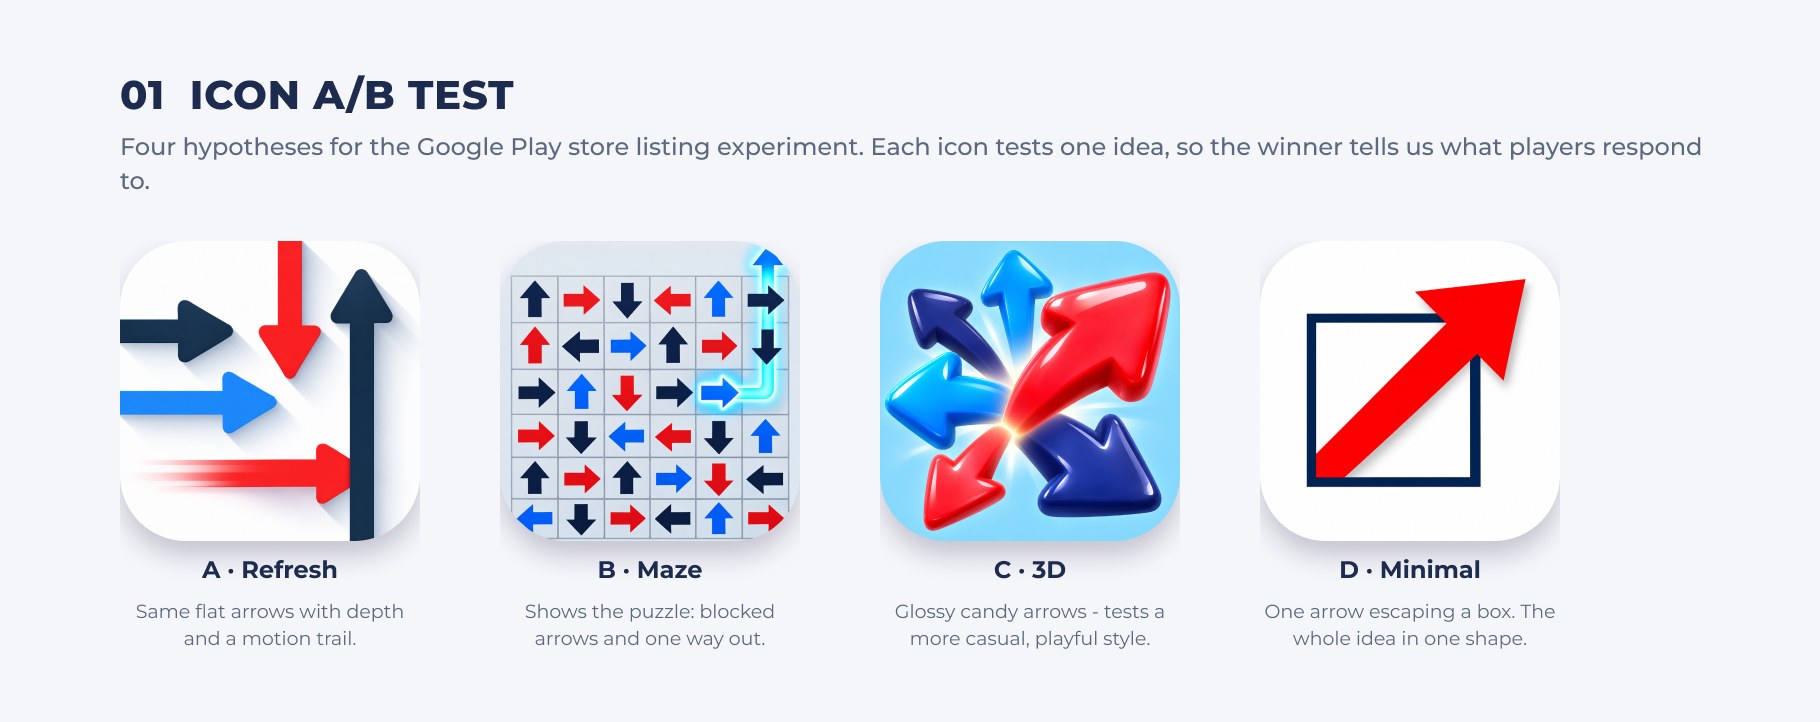 01 ICON A/B TEST
Four hypotheses for the Google Play store listing experiment. Each icon tests one idea, so the winner tells us what players respond
to.
A · Refresh
Same flat arrows with depth
and a motion trail.
B · Maze
Shows the puzzle: blocked
arrows and one way out.
C · 3D
Glossy candy arrows - tests a
more casual, playful style.
D · Minimal
One arrow escaping a box. The
whole idea in one shape.